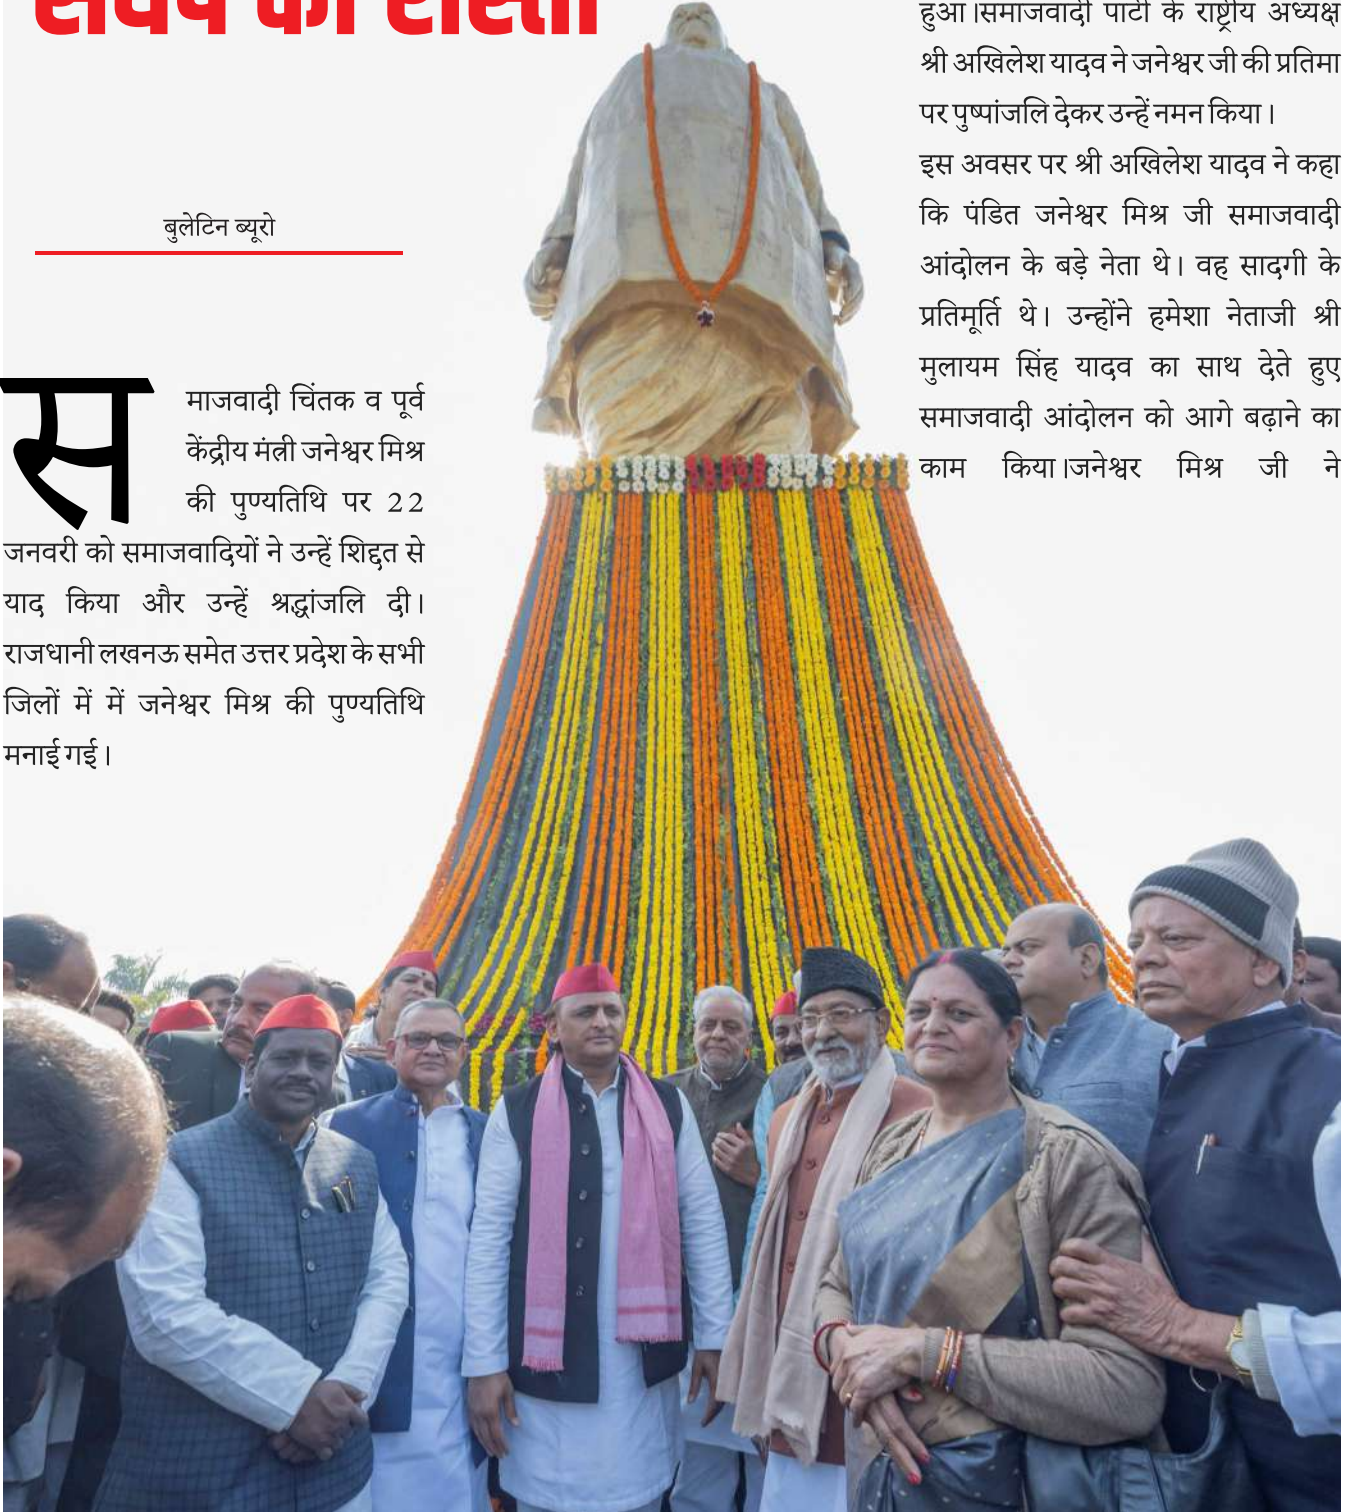 संघर्ष का रास्ता
बुलेटिन ब्यूरो
समाजवादी चिंतक व पूर्व
केंद्रीय मंत्री जनेश्वर मिश्र
की पुण्यतिथि पर 22
जनवरी को समाजवादियों ने उन्हें शिद्दत से
याद किया और उन्हें श्रद्धांजलि दी।
राजधानी लखनऊ समेत उत्तर प्रदेश के सभी
जिलों में में जनेश्वर मिश्र की पुण्यतिथि
मनाई गई।
हुआ।समाजवादी पार्टी के राष्ट्रीय अध्यक्ष
श्री अखिलेश यादव ने जनेश्वर जी की प्रतिमा
पर पुष्पांजलि देकर उन्हें नमन किया।
इस अवसर पर श्री अखिलेश यादव ने कहा
कि पंडित जनेश्वर मिश्र जी समाजवादी
आंदोलन के बड़े नेता थे। वह सादगी के
प्रतिमूर्ति थे। उन्होंने हमेशा नेताजी श्री
मुलायम सिंह यादव का साथ देते हुए
समाजवादी आंदोलन को आगे बढ़ाने का
काम किया।जनेश्वर मिश्र जी ने